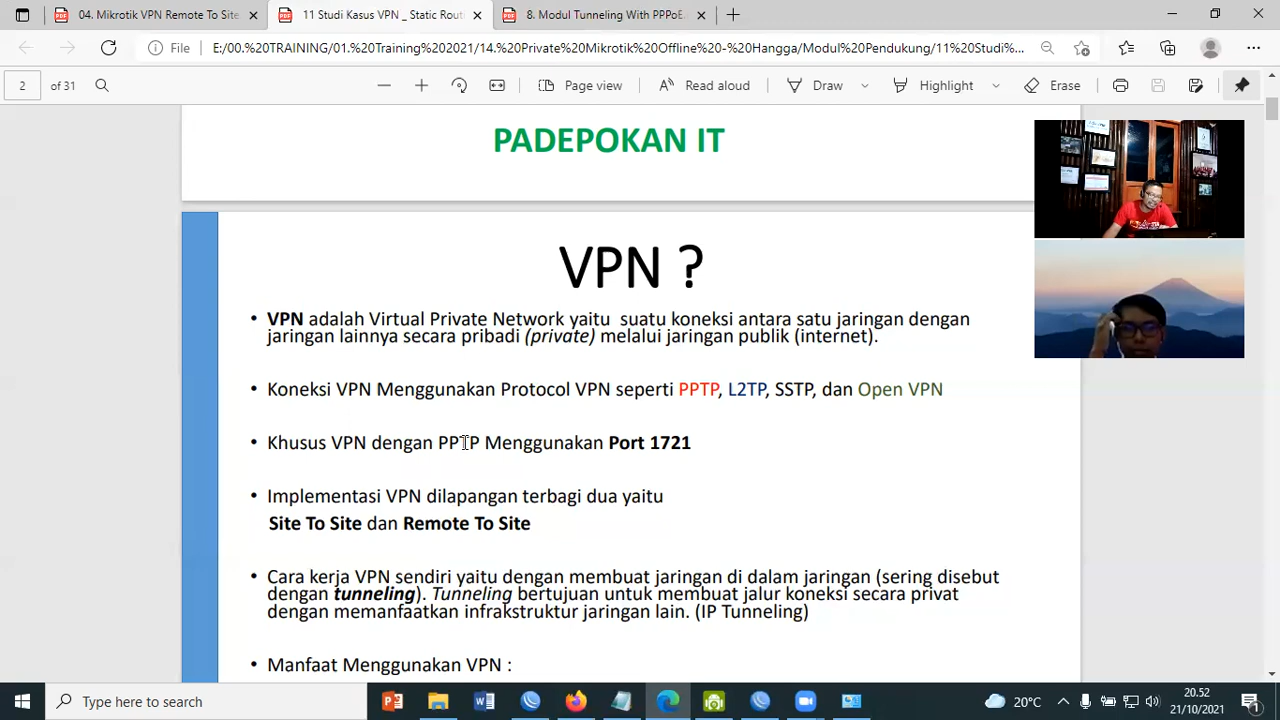 04. Mikrotik VPN Remote To Site
11 Studi Kasus VPN _ Static Routi
8. Modul Tunneling With PPPoE.
File
E:/00.%20TRAINING/01.%20Training%202021/14.%20Private%20Mikrotik%20Offline%20-%20Hangga/Modul%20Pendukung/11%20Studi%...
2 of 31
Page view
Read aloud
Draw
Highlight
Erase
PADEPOKAN IT
VPN ?
• VPN adalah Virtual Private Network yaitu suatu koneksi antara satu jaringan dengan
jaringan lainnya secara pribadi (private) melalui jaringan publik (internet).
• Koneksi VPN Menggunakan Protocol VPN seperti PPTP, L2TP, SSTP, dan Open VPN
• Khusus VPN dengan PPTP Menggunakan Port 1721
• Implementasi VPN dilapangan terbagi dua yaitu
Site To Site dan Remote To Site
• Cara kerja VPN sendiri yaitu dengan membuat jaringan di dalam jaringan (sering disebut
dengan tunneling). Tunneling bertujuan untuk membuat jalur koneksi secara privat
dengan memanfaatkan infrakstruktur jaringan lain. (IP Tunneling)
• Manfaat Menggunakan VPN :
Type here to search
20°C
20.52
21/10/2021